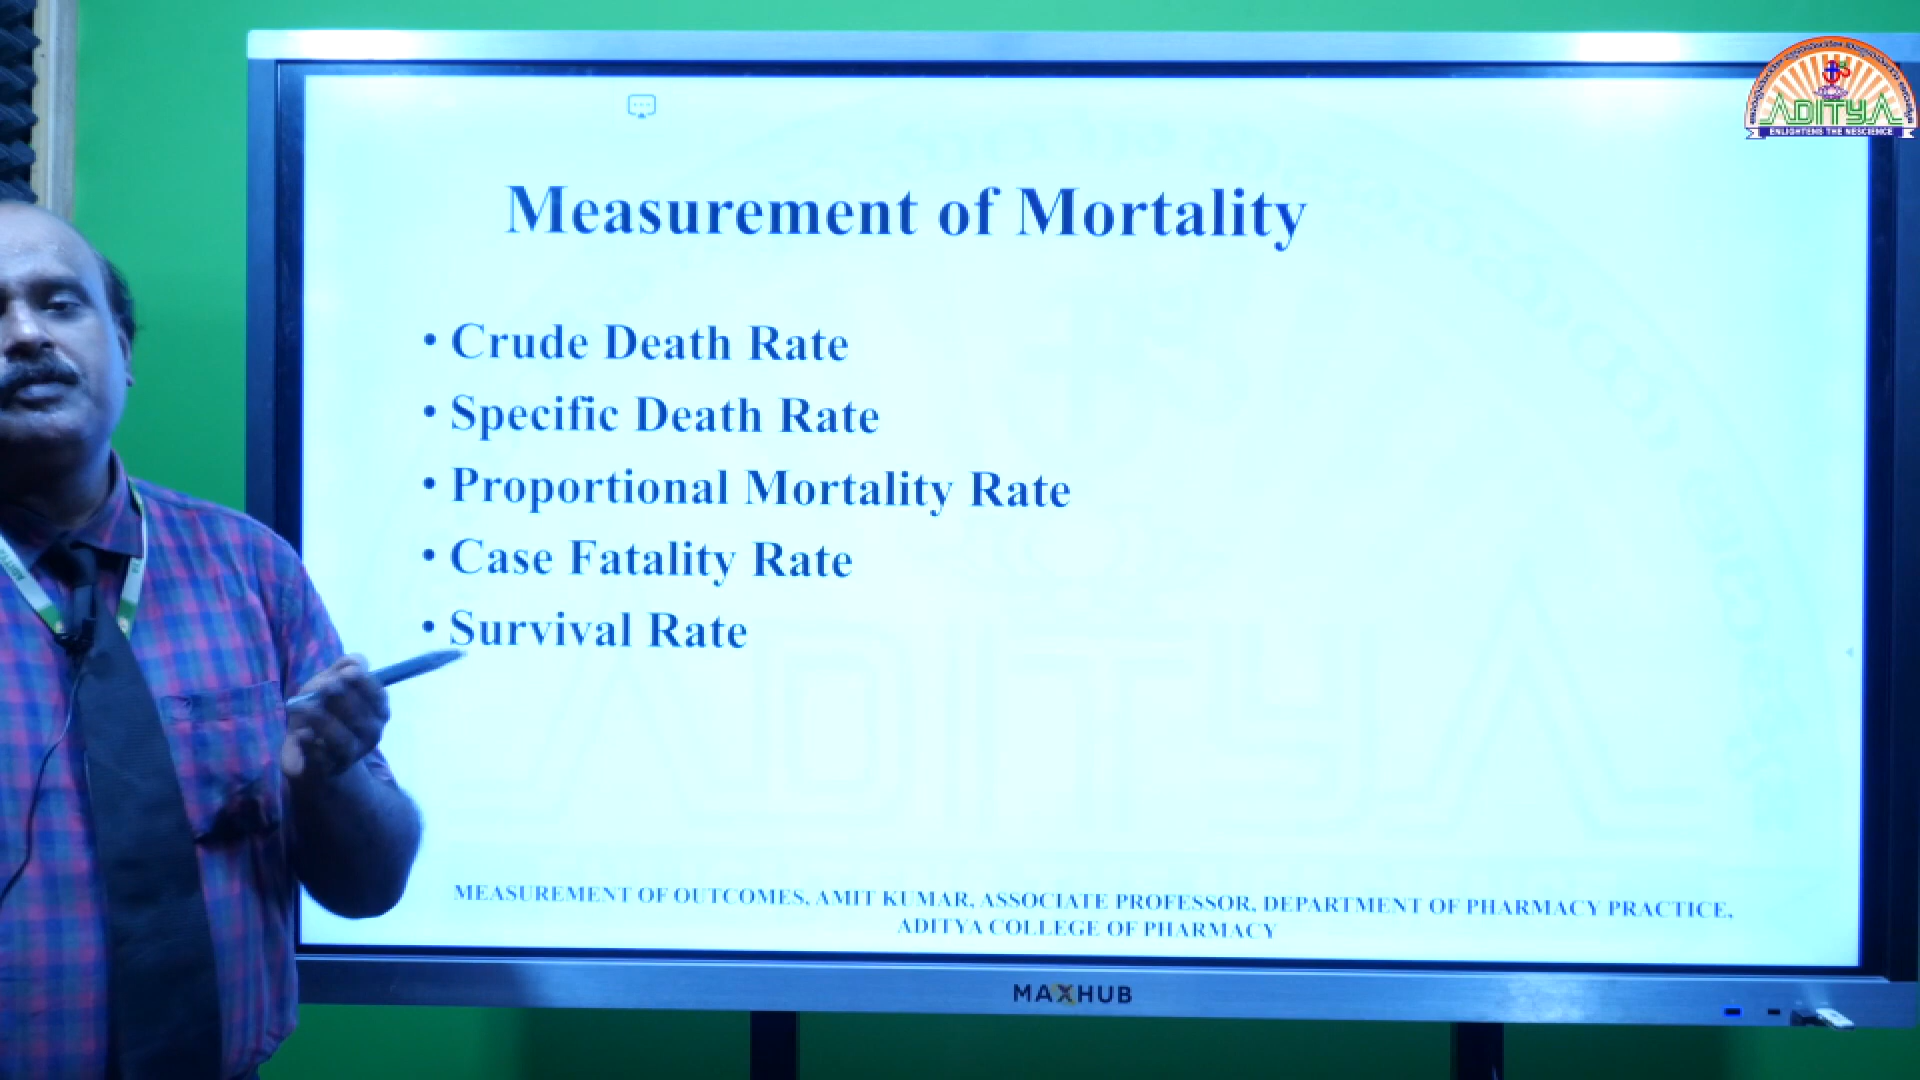 ADITYA
ENLIGHTENS THE NESCIENCE
Measurement of Mortality
• Crude Death Rate
• Specific Death Rate
• Proportional Mortality Rate
• Case Fatality Rate
• Survival Rate
MEASUREMENT OF OUTCOMES, AMIT KUMAR, ASSOCIATE PROFESSOR, DEPARTMENT OF PHARMACY PRACTICE,
ADITYA COLLEGE OF PHARMACY
MAXHUB